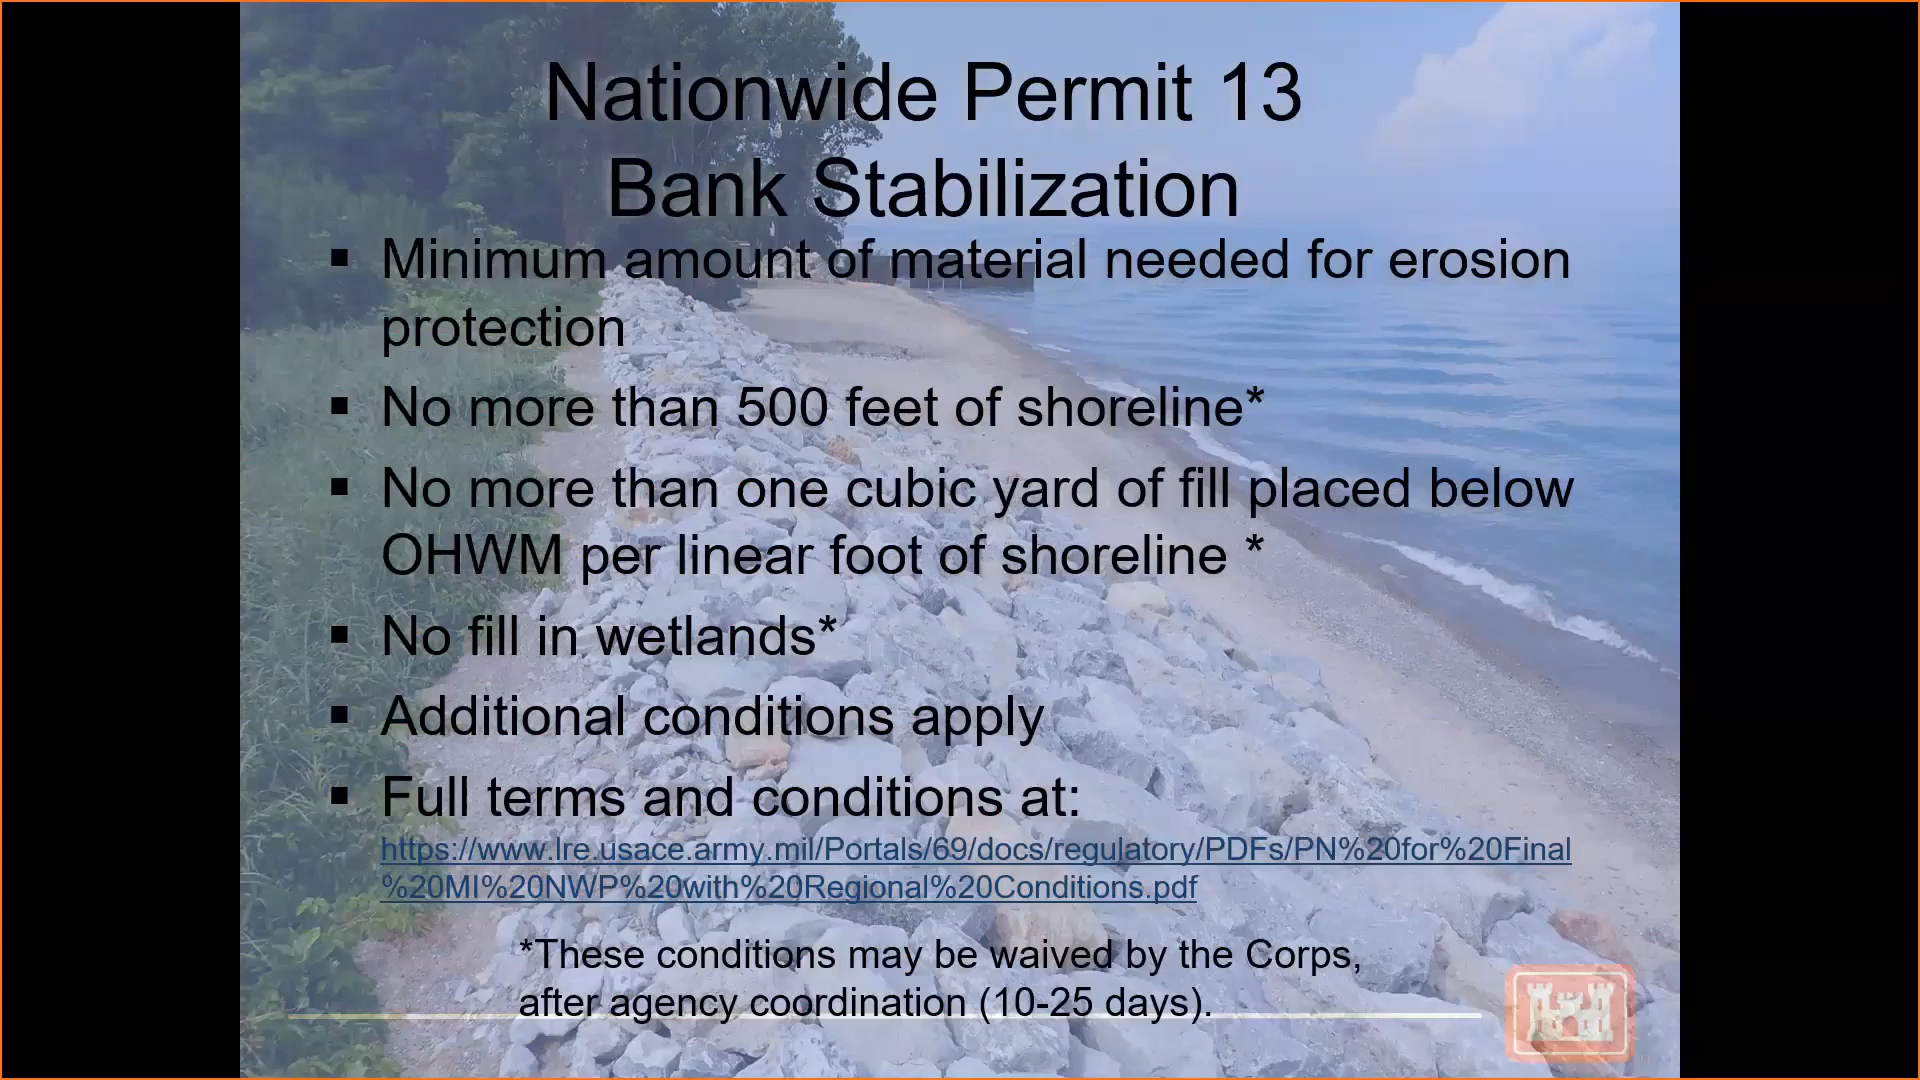 Nationwide Permit 13
Bank Stabilization
▪ Minimum amount of material needed for erosion
protection
▪ No more than 500 feet of shoreline*
▪ No more than one cubic yard of fill placed below
OHWM per linear foot of shoreline *
▪ No fill in wetlands*
▪ Additional conditions apply
▪ Full terms and conditions at:
https://www.lre.usace.army.mil/Portals/69/docs/regulatory/PDFs/PN%20for%20Final
%20MI%20NWP%20with%20Regional%20Conditions.pdf
*These conditions may be waived by the Corps,
after agency coordination (10-25 days).